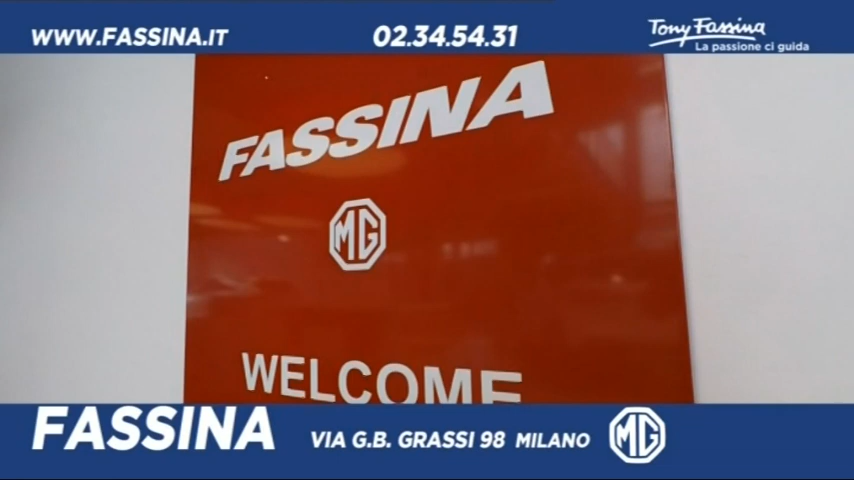 WWW.FASSINA.IT 02.34.54.31 Tony Fassina
La passione ci guida
FASSINA
MG
WELCOME
FASSINA VIA G.B. GRASSI 98 MILANO MG